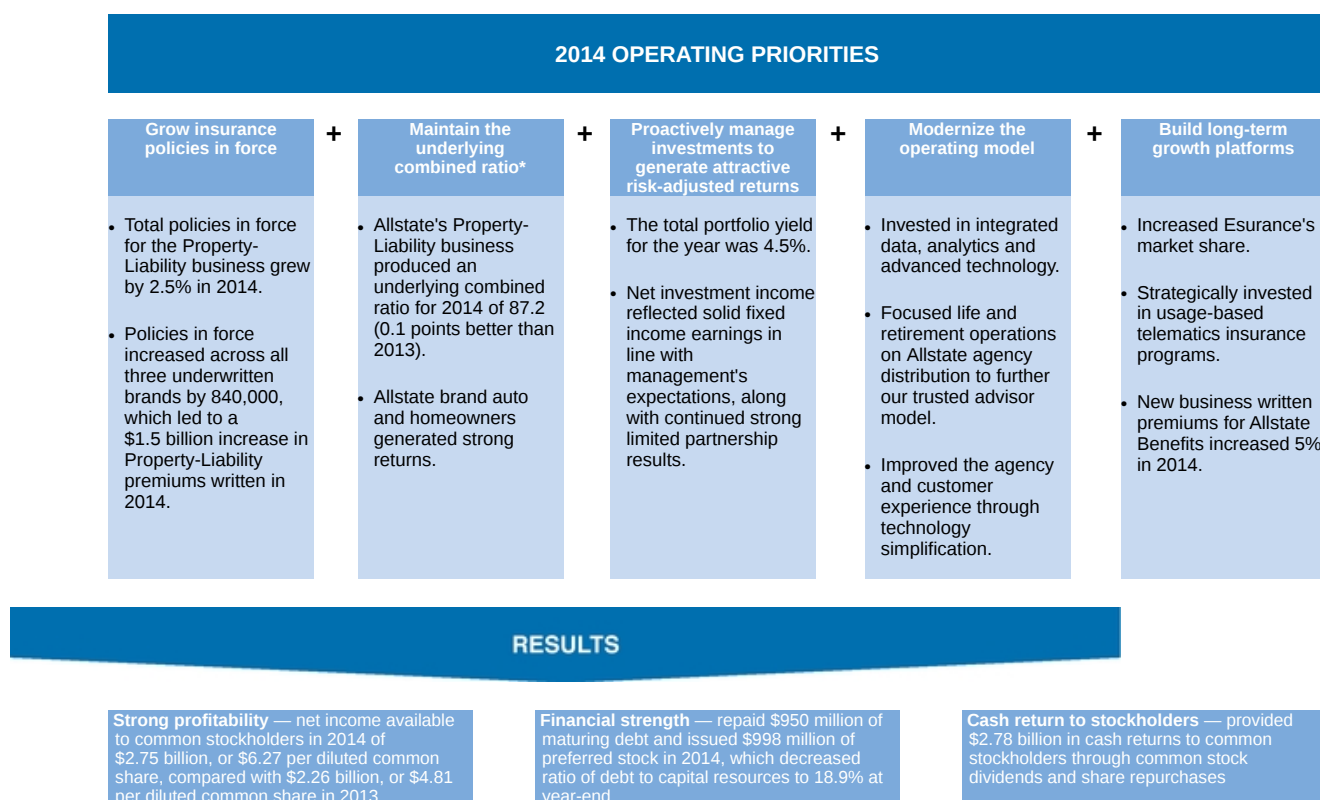 2014 OPERATING PRIORITIES
Grow insurance
policies in force
+
Maintain the
underlying
combined ratio*
+
Proactively manage
investments to
generate attractive
risk-adjusted returns
+
Modernize the
operating model
+
Build long-term
growth platforms
• Total policies in force
for the Property-
Liability business grew
by 2.5% in 2014.
• Policies in force
increased across all
three underwritten
brands by 840,000,
which led to a
$1.5 billion increase in
Property-Liability
premiums written in
2014.
• Allstate's Property-
Liability business
produced an
underlying combined
ratio for 2014 of 87.2
(0.1 points better than
2013).
• Allstate brand auto
and homeowners
generated strong
returns.
• The total portfolio yield
for the year was 4.5%.
• Net investment income
reflected solid fixed
income earnings in
line with
management's
expectations, along
with continued strong
limited partnership
results.
• Invested in integrated
data, analytics and
advanced technology.
• Focused life and
retirement operations
on Allstate agency
distribution to further
our trusted advisor
model.
• Improved the agency
and customer
experience through
technology
simplification.
• Increased Esurance's
market share.
• Strategically invested
in usage-based
telematics insurance
programs.
• New business written
premiums for Allstate
Benefits increased 5%
in 2014.
RESULTS
Strong profitability — net income available
to common stockholders in 2014 of
$2.75 billion, or $6.27 per diluted common
share, compared with $2.26 billion, or $4.81
per diluted common share in 2013
Financial strength — repaid $950 million of
maturing debt and issued $998 million of
preferred stock in 2014, which decreased
ratio of debt to capital resources to 18.9% at
year-end
Cash return to stockholders — provided
$2.78 billion in cash returns to common
stockholders through common stock
dividends and share repurchases